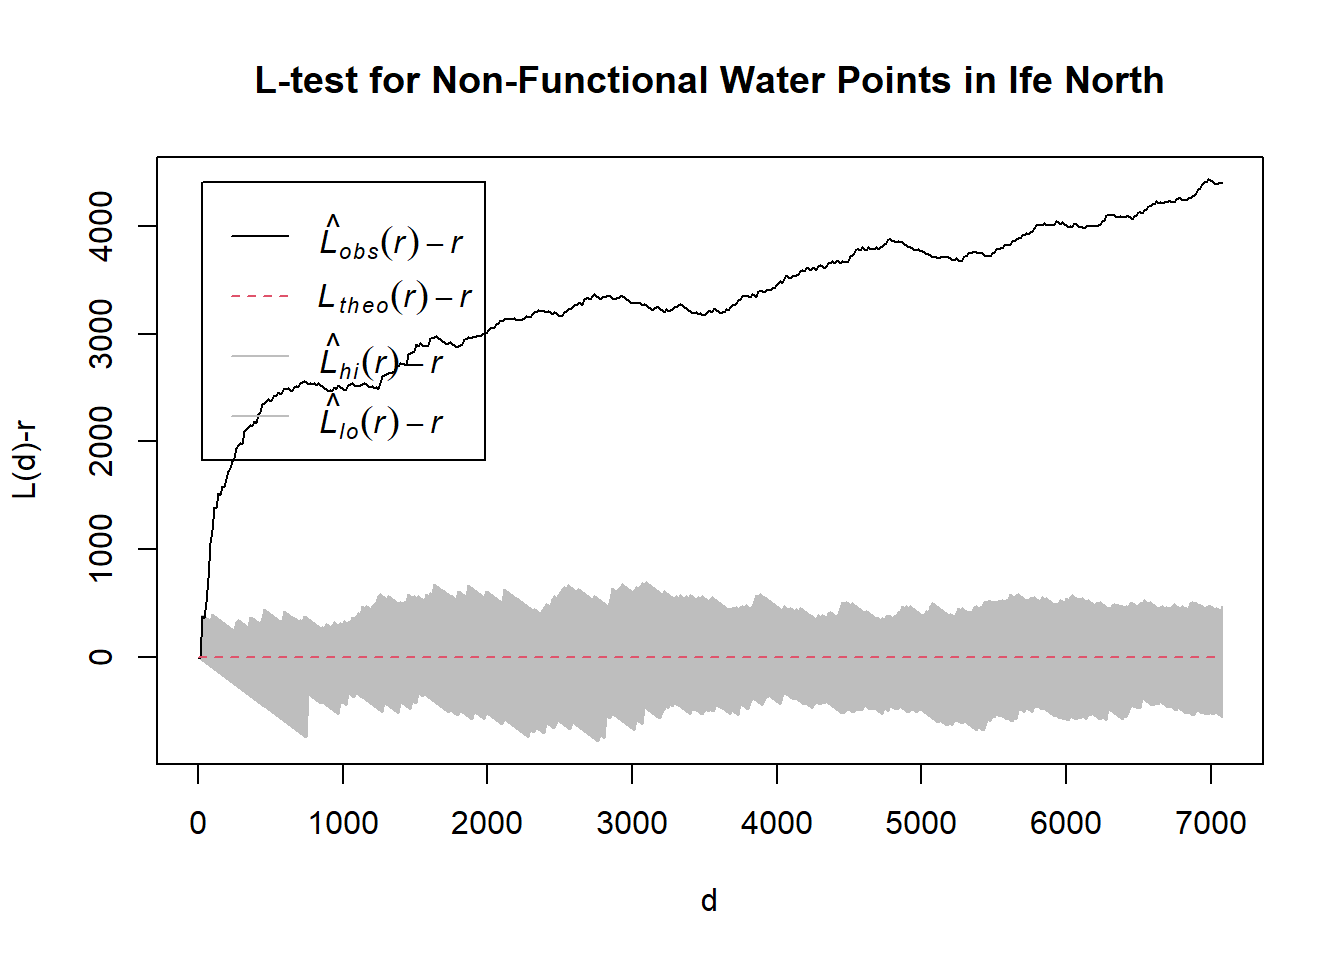 L-test for Non-Functional Water Points in Ife North
L(d)-r
4000
3000
2000
1000
0
L̂obs(r) − r
Ltheo(r) − r
L̂hi(r) − r
L̂lo(r) − r
0 1000 2000 3000 4000 5000 6000 7000
d